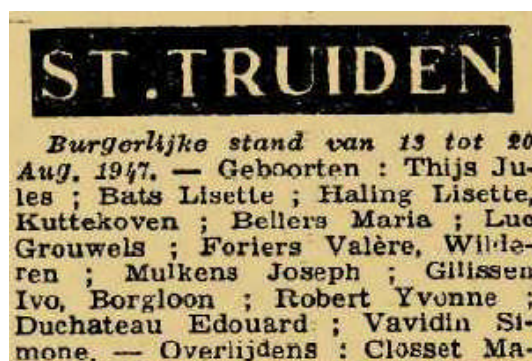 ST. TRUIDEN
Burgerlijke stand van 13 tot 20
Aug. 1947. — Geboorten : Thijs Ju-
les ; Bats Lisette ; Haling Lisette,
Kuttekoven ; Bellers Maria ; Luc
Grouwels ; Foriers Valère, Wilde-
ren ; Mulkens Joseph ; Gilissen
Ivo, Borgloon ; Robert Yvonne ;
Duchateau Edouard ; Vavidin Si-
mone. — Overlijdens : Closset Ma-